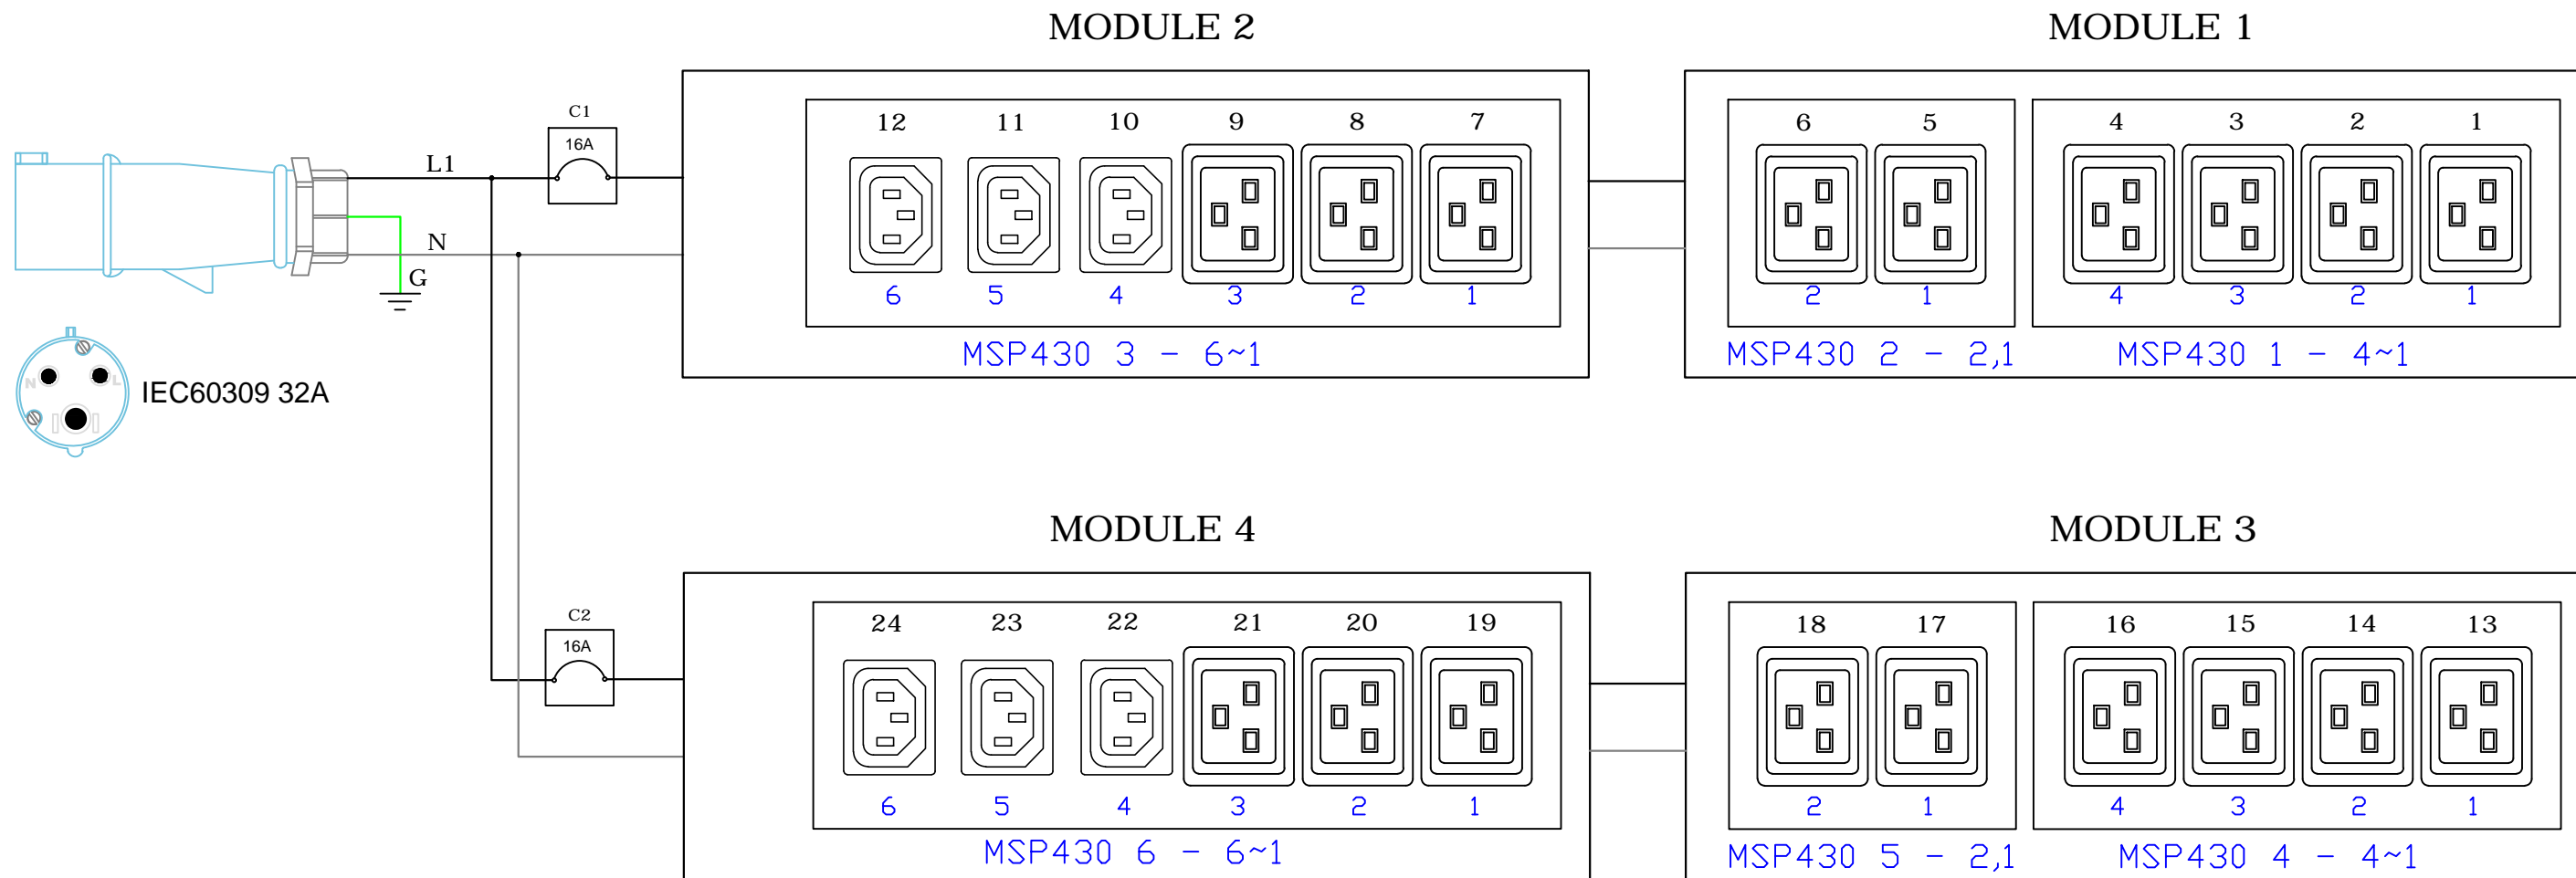 MODULE 2
MODULE 1
C1
16A
12 11 10 9 8 7
6 5
4 3 2 1
L1
N
G
6 5 4 3 2 1
2 1
4 3 2 1
MSP430 3 - 6~1
MSP430 2 - 2,1
MSP430 1 - 4~1
N L
IEC60309 32A
MODULE 4
MODULE 3
C2
16A
24 23 22 21 20 19
18 17
16 15 14 13
6 5 4 3 2 1
2 1
4 3 2 1
MSP430 6 - 6~1
MSP430 5 - 2,1
MSP430 4 - 4~1